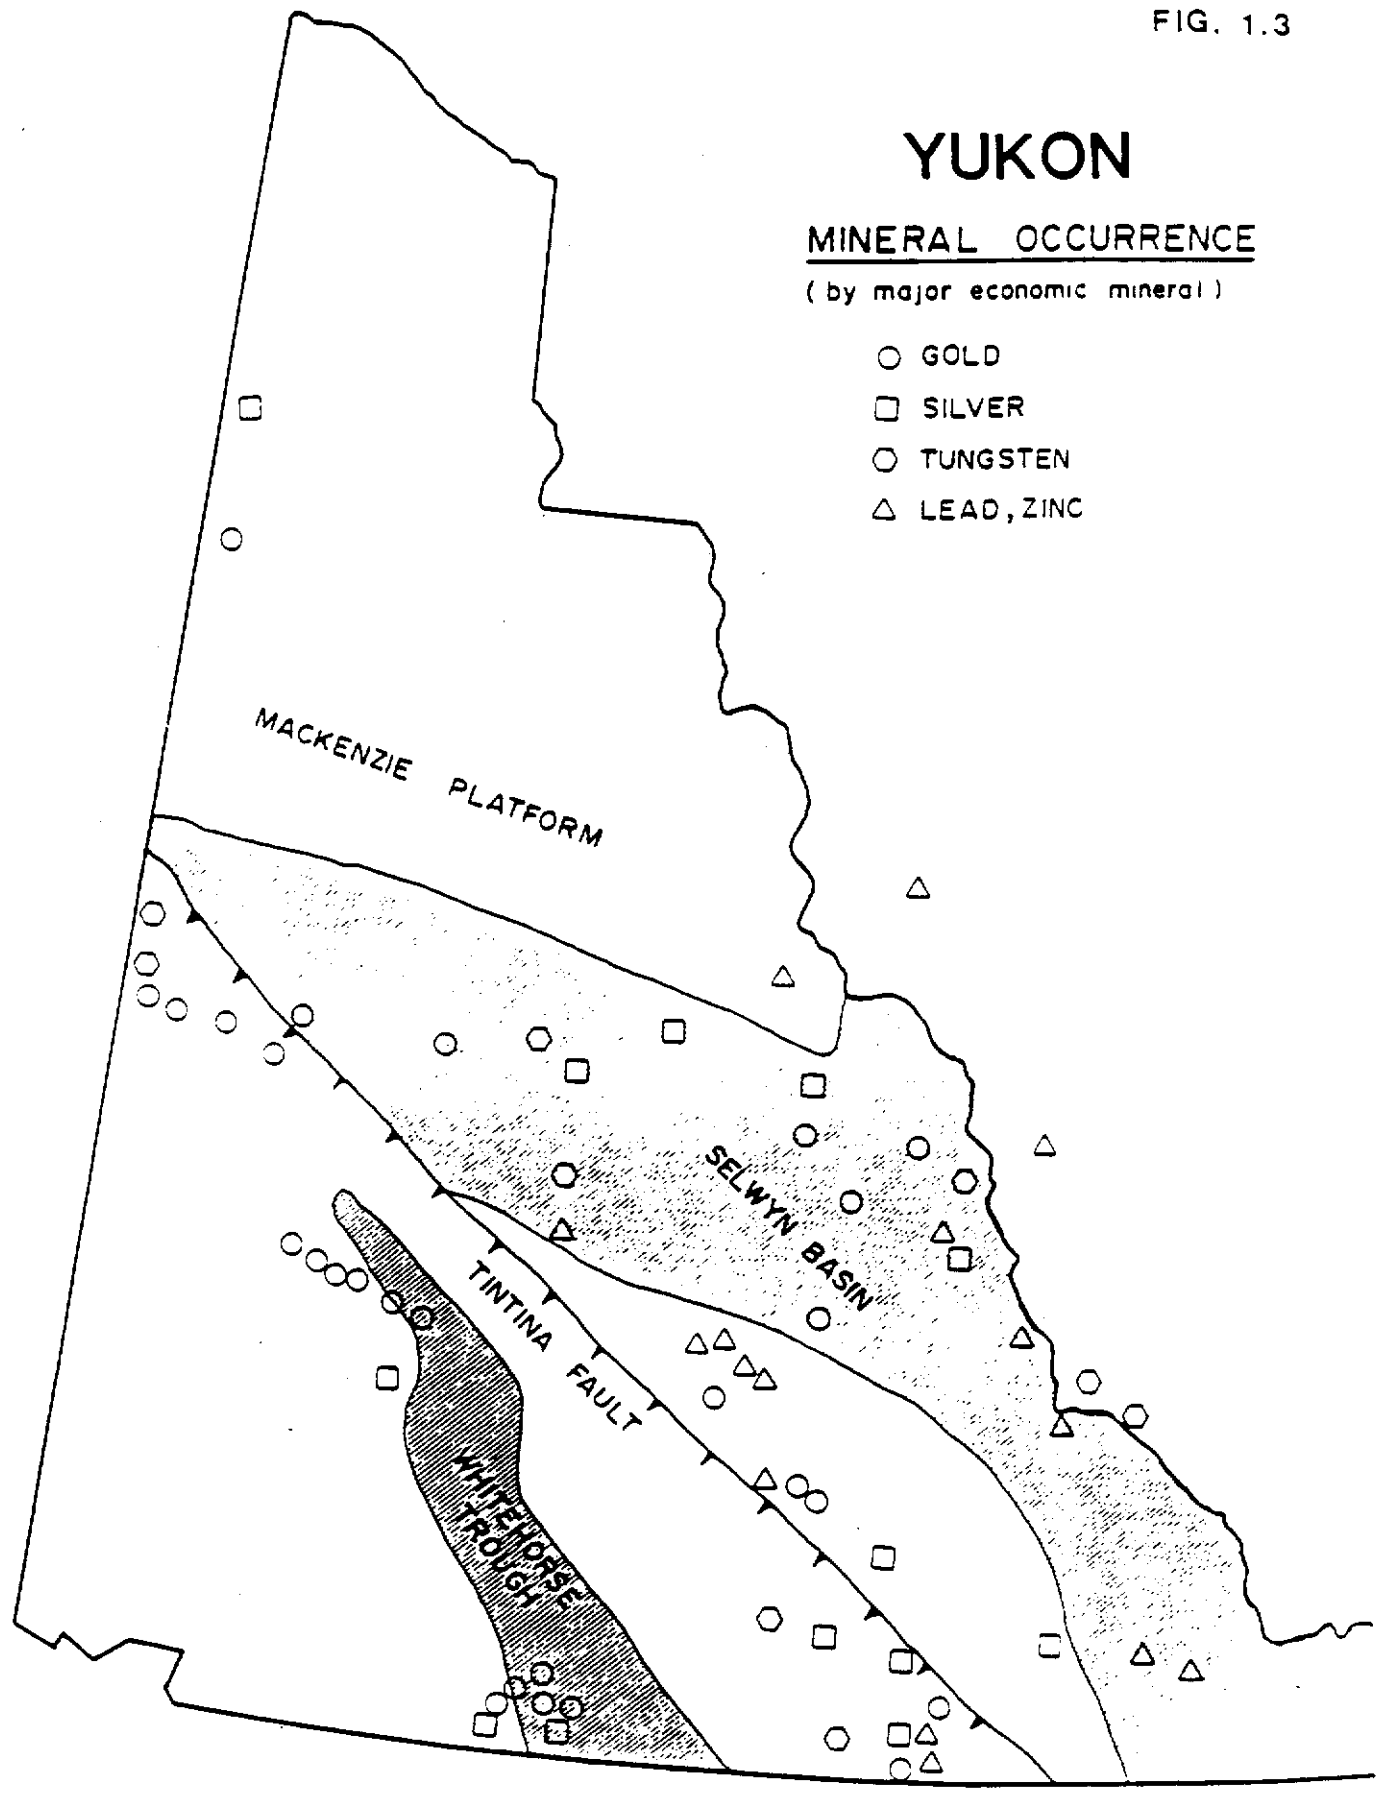 FIG. 1.3
YUKON
MINERAL OCCURRENCE
(by major economic mineral)
GOLD
SILVER
TUNGSTEN
LEAD, ZINC
MACKENZIE PLATFORM
SELWYN BASIN
TINTINA FAULT
WHITEHORSE
TROUGH